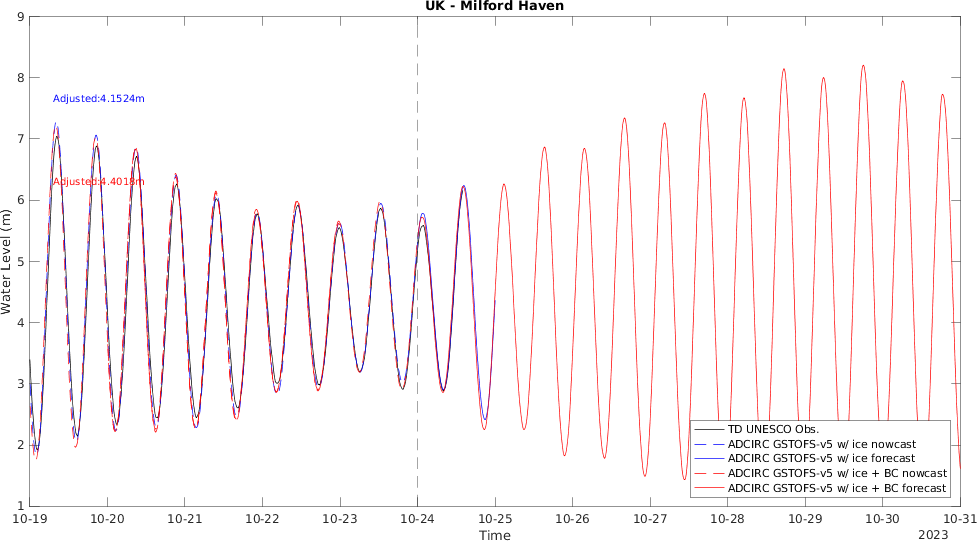 UK - Milford Haven
9
8
7
6
5
4
3
2
1
Water Level (m)
Adjusted:4.1524m
Adjusted:4.4018m
TD UNESCO Obs.
ADCIRC GSTOFS-v5 w/ ice nowcast
ADCIRC GSTOFS-v5 w/ ice forecast
ADCIRC GSTOFS-v5 w/ ice + BC nowcast
ADCIRC GSTOFS-v5 w/ ice + BC forecast
10-19 10-20 10-21 10-22 10-23 10-24 10-25 10-26 10-27 10-28 10-29 10-30 10-31
Time
2023